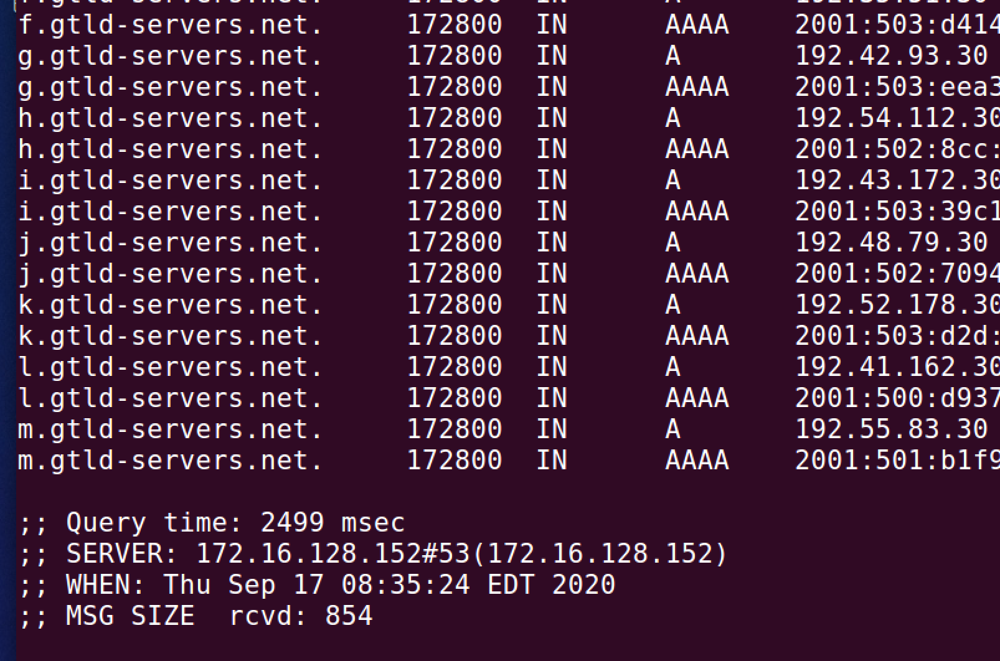 f.gtld-servers.net. 172800 IN AAAA 2001:503:d414
g.gtld-servers.net. 172800 IN A 192.42.93.30
g.gtld-servers.net. 172800 IN AAAA 2001:503:eea3
h.gtld-servers.net. 172800 IN A 192.54.112.30
h.gtld-servers.net. 172800 IN AAAA 2001:502:8cc:
i.gtld-servers.net. 172800 IN A 192.43.172.30
i.gtld-servers.net. 172800 IN AAAA 2001:503:39c1
j.gtld-servers.net. 172800 IN A 192.48.79.30
j.gtld-servers.net. 172800 IN AAAA 2001:502:7094
k.gtld-servers.net. 172800 IN A 192.52.178.30
k.gtld-servers.net. 172800 IN AAAA 2001:503:d2d:
l.gtld-servers.net. 172800 IN A 192.41.162.30
l.gtld-servers.net. 172800 IN AAAA 2001:500:d937
m.gtld-servers.net. 172800 IN A 192.55.83.30
m.gtld-servers.net. 172800 IN AAAA 2001:501:b1f9
;; Query time: 2499 msec
;; SERVER: 172.16.128.152#53(172.16.128.152)
;; WHEN: Thu Sep 17 08:35:24 EDT 2020
;; MSG SIZE  rcvd: 854